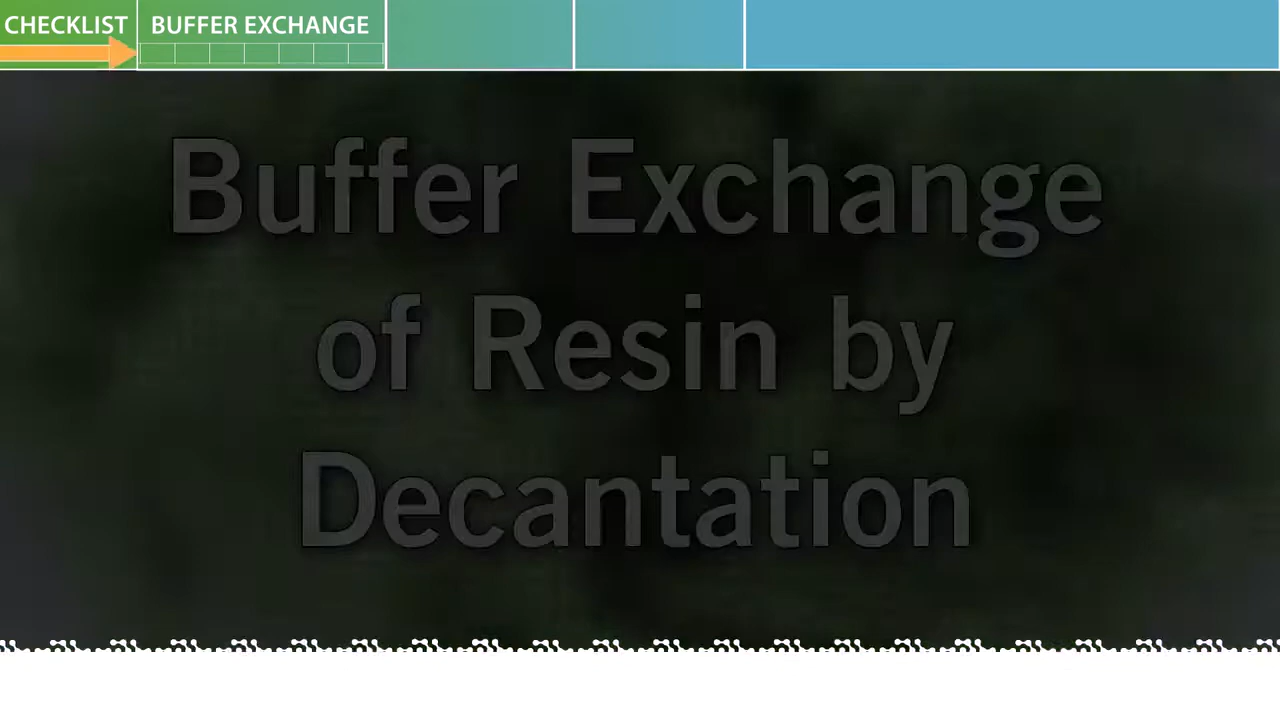 CHECKLIST
BUFFER EXCHANGE
Buffer Exchange
of Resin by
Decantation